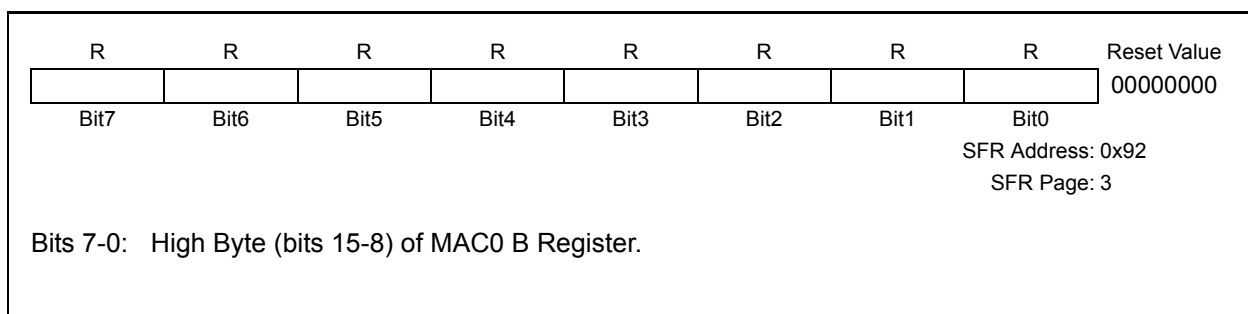 R R R R R R R R Reset Value
00000000
Bit7 Bit6 Bit5 Bit4 Bit3 Bit2 Bit1 Bit0
SFR Address: 0x92
SFR Page: 3
Bits 7-0: High Byte (bits 15-8) of MAC0 B Register.